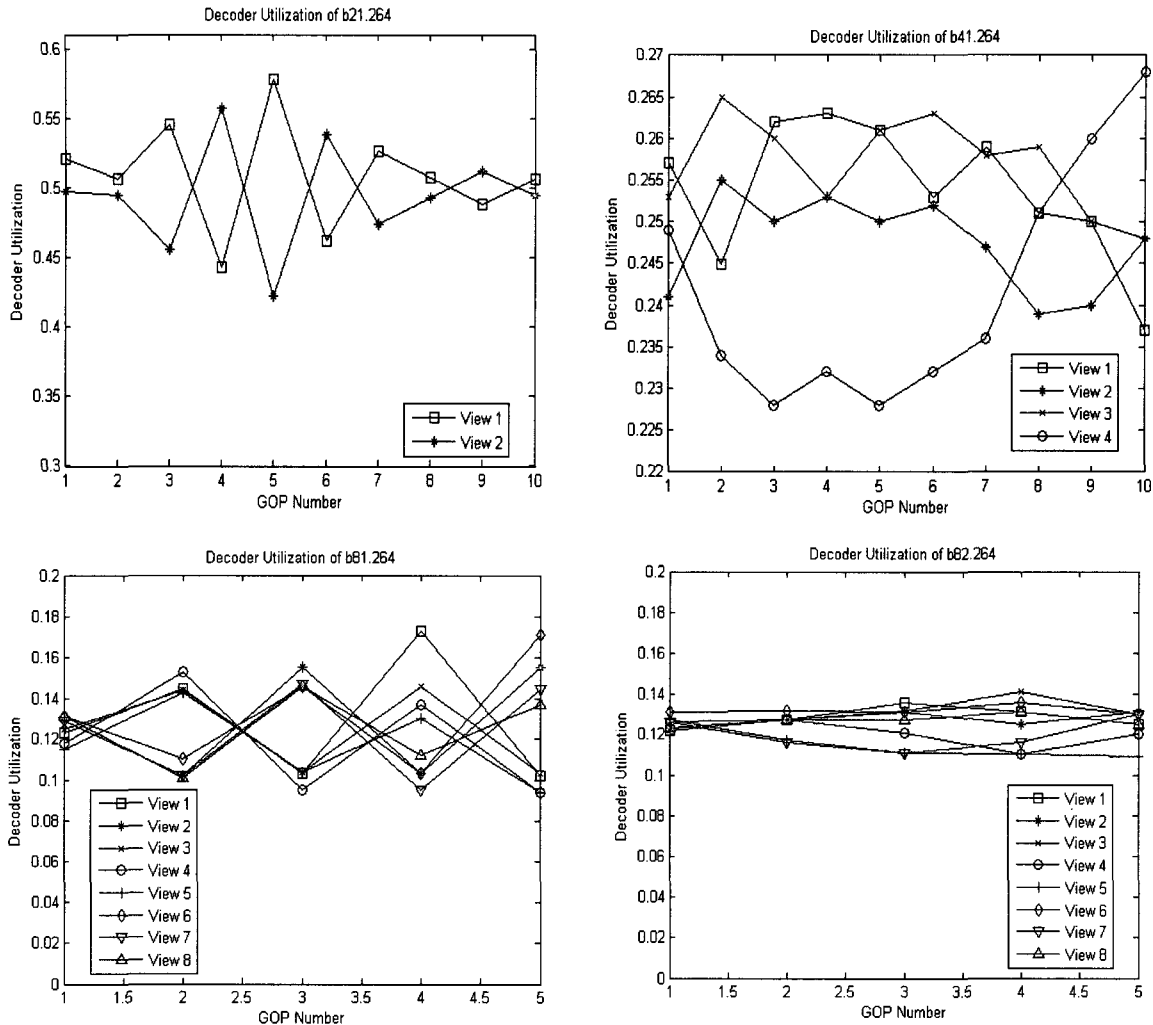 Decoder Utilization of b21.264
0.6
0.55
0.5
0.45
0.4
0.35
0.3
Decoder Utilization
1 2 3 4 5 6 7 8 9 10
GOP Number
View 1
View 2
Decoder Utilization of b41.264
0.27
0.265
0.26
0.255
0.25
0.245
0.24
0.235
0.23
0.225
0.22
Decoder Utilization
1 2 3 4 5 6 7 8 9 10
GOP Number
View 1
View 2
View 3
View 4
Decoder Utilization of b81.264
0.2
0.18
0.16
0.14
0.12
0.1
0.08
0.06
0.04
0.02
0
Decoder Utilization
1 1.5 2 2.5 3 3.5 4 4.5 5
GOP Number
View 1
View 2
View 3
View 4
View 5
View 6
View 7
View 8
Decoder Utilization of b82.264
0.2
0.18
0.16
0.14
0.12
0.1
0.08
0.06
0.04
0.02
0
Decoder Utilization
1 1.5 2 2.5 3 3.5 4 4.5 5
GOP Number
View 1
View 2
View 3
View 4
View 5
View 6
View 7
View 8